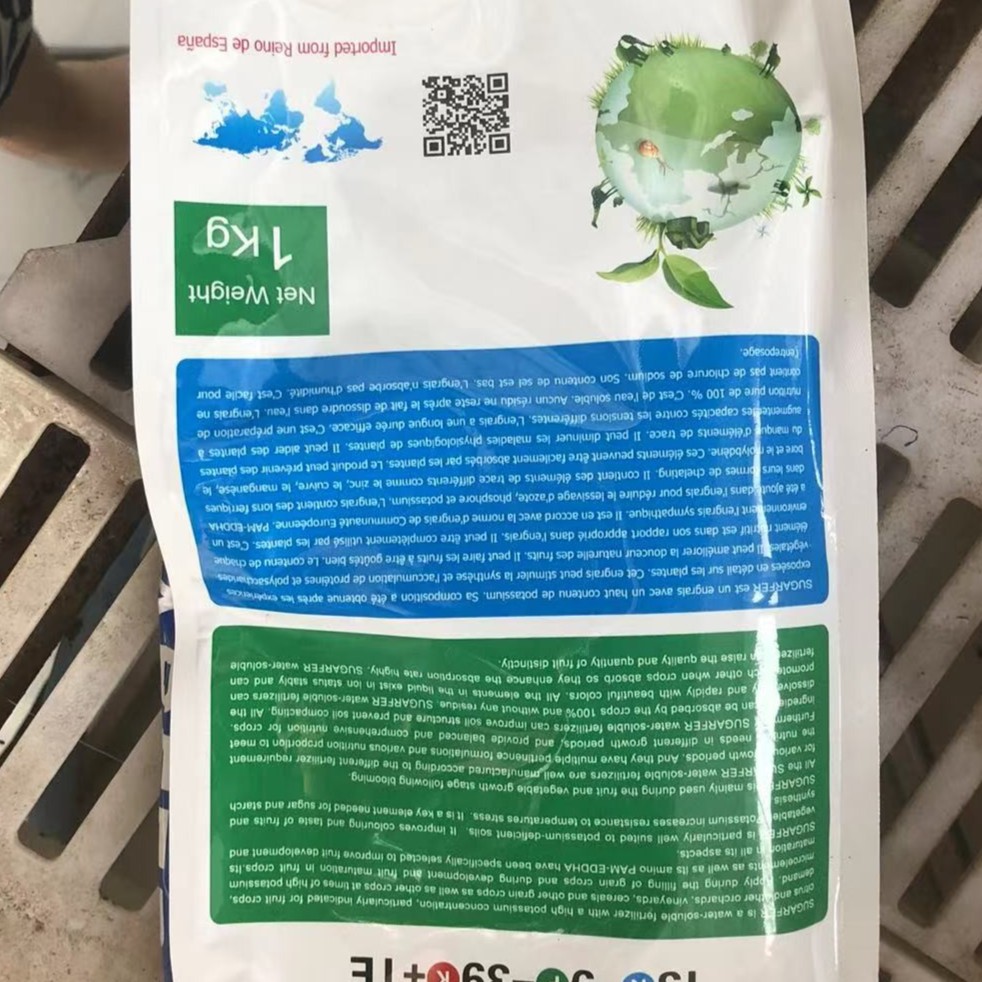 –39K+TE
SUGARFER is a water-soluble fertilizer with a high potassium concentration, particularly indicated for fruit crops,
citrus and other orchards, vineyards, cereals and other grain crops as well as other crops at times of high potassium
demand. Apply during the filling of grain crops and during development and fruit maturation in fruit crops.Its
microelements as well as its amino PAM-EDDHA have been specifically selected to improve fruit development and
maturation in all its aspects.
SUGARFER is particularly well suited to potassium-deficient soils. It improves colouring and taste of fruits and
vegetable. Potassium increases resistance to temperatures stress. It is a key element needed for sugar and starch
synthesis.
SUGARFER is mainly used during the fruit and vegetable growth stage following blooming.
All the SUGARFER water-soluble fertilizers are well manufactured according to the different fertilizer requirement
for various growth periods. And they have multiple pertinence formulations and various nutrition proportion to meet
the needs in different growth periods, and provide balanced and comprehensive nutrition for crops.
SUGARFER water-soluble fertilizers can improve soil structure and prevent soil compacting. All the
can be absorbed by the crops 100% and without any residue. SUGARFER water-soluble fertilizers can
and rapidly with beautiful colors. All the elements in the liquid exist in ion status stably and can
promote each other when crops absorb so they enhance the absorption rate highly. SUGARFER water-soluble
fertilizers can raise the quality and quantity of fruit distinctly.
SUGARFER est un engrais avec un haut contenu de potassium. Sa composition a été obtenue après les expériences
exposées en détail sur les plantes. Cet engrais peut stimuler la synthèse et l'accumulation de protéines et polysaccharides
végétales. Il peut améliorer la douceur naturelle des fruits. Il peut faire les fruits à être goûtés bien. Le contenu de chaque
élément nutritif est dans son rapport approprié dans l'engrais. Il peut être complètement utilisé par les plantes. C'est un
environnement l'engrais sympathique. Il est en accord avec la norme d'engrais de Communauté Européenne. PAM-EDDHA
a été ajouté dans l'engrais pour réduire le lessivage d'azote, phosphore et potassium. L'engrais contient des ions ferriques
dans leurs formes de chelating. Il contient des éléments de trace différents comme le zinc, le cuivre, le manganèse, le
bore et le molybdène. Ces éléments peuvent être facilement absorbés par les plantes. Le produit peut prévenir des plantes
du manque d'éléments de trace. Il peut diminuer les maladies physiologiques de plantes. Il peut aider des plantes à
augmenter les capacités contre les tensions différentes. L'engrais a une longue durée efficace. C'est une préparation de
nutrition pure de 100 %. C'est de l'eau soluble. Aucun résidu ne reste après le fait de dissoudre dans l'eau. L'engrais ne
contient pas de chlorure de sodium. Son contenu de sel est bas. L'engrais n'absorbe pas d'humidité. C'est facile pour
l'entreposage.
Net Weight
1Kg
Imported from Reino de España